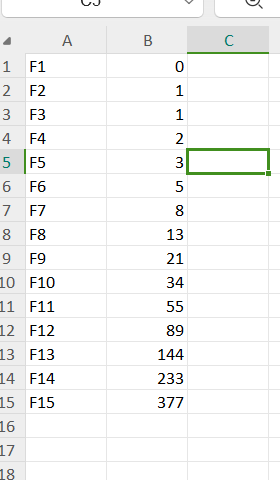 A B C
1 F1 0
2 F2 1
3 F3 1
4 F4 2
5 F5 3
6 F6 5
7 F7 8
8 F8 13
9 F9 21
10 F10 34
11 F11 55
12 F12 89
13 F13 144
14 F14 233
15 F15 377
16
17
18